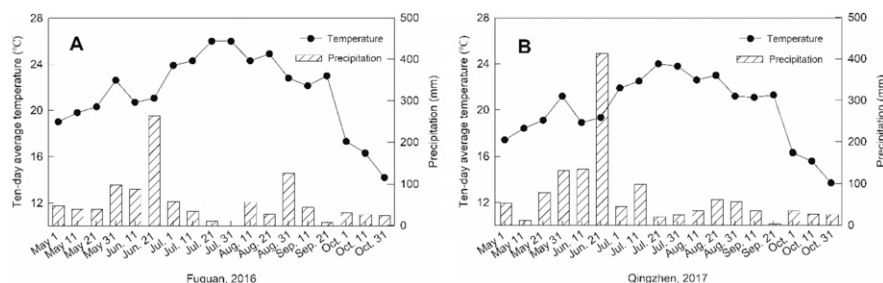 A
Temperature
Precipitation
Ten-day average temperature (°C)
28
24
20
16
12
Precipitation (mm)
500
400
300
200
100
0
May 1
May 11
May 21
May 31
Jun. 11
Jun. 21
Jul. 1
Jul. 11
Jul. 21
Jul. 31
Aug. 11
Aug. 21
Aug. 31
Sep. 11
Sep. 21
Oct. 1
Oct. 11
Oct. 31
Fuquan, 2016
B
Temperature
Precipitation
Ten-day average temperature (°C)
28
24
20
16
12
Precipitation (mm)
500
400
300
200
100
0
May 1
May 11
May 21
May 31
Jun. 11
Jun. 21
Jul. 1
Jul. 11
Jul. 21
Jul. 31
Aug. 11
Aug. 21
Aug. 31
Sep. 11
Sep. 21
Oct. 1
Oct. 11
Oct. 31
Qingzhen, 2017